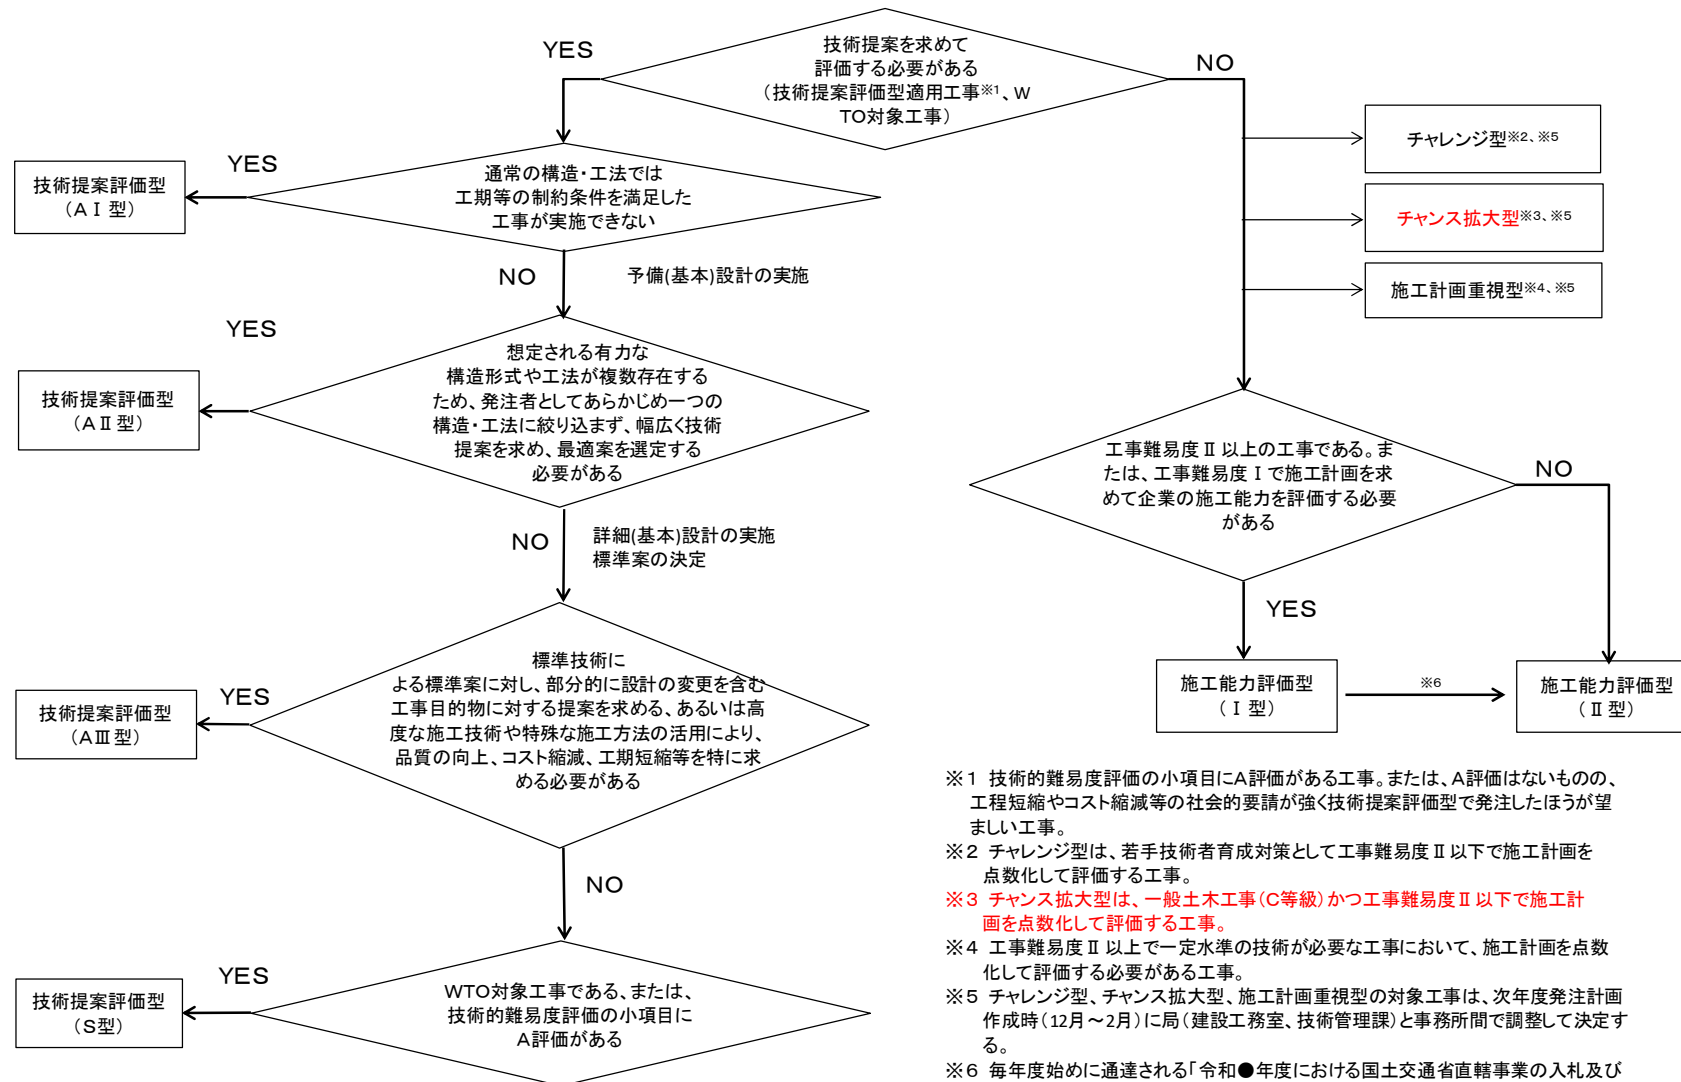 YES
技術提案を求めて
評価する必要がある
（技術提案評価型適用工事※1、W
TO対象工事）
NO
チャレンジ型※2、※5
チャンス拡大型※3、※5
施工計画重視型※4、※5
YES
技術提案評価型
（AⅠ型）
通常の構造・工法では
工期等の制約条件を満足した
工事が実施できない
NO
予備(基本)設計の実施
YES
技術提案評価型
（AⅡ型）
想定される有力な
構造形式や工法が複数存在する
ため、発注者としてあらかじめ一つの
構造・工法に絞り込まず、幅広く技術
提案を求め、最適案を選定する
必要がある
NO
詳細(基本)設計の実施
標準案の決定
工事難易度Ⅱ以上の工事である。ま
たは、工事難易度Ⅰで施工計画を求
めて企業の施工能力を評価する必要
がある
NO
YES
施工能力評価型
（Ⅰ型）
※6
施工能力評価型
（Ⅱ型）
YES
技術提案評価型
（AⅢ型）
標準技術に
よる標準案に対し、部分的に設計の変更を含む
工事目的物に対する提案を求める、あるいは高
度な施工技術や特殊な施工方法の活用により、
品質の向上、コスト縮減、工期短縮等を特に求
める必要がある
NO
YES
技術提案評価型
（S型）
WTO対象工事である、または、
技術的難易度評価の小項目に
A評価がある
※1 技術的難易度評価の小項目にA評価がある工事。または、A評価はないものの、
工程短縮やコスト縮減等の社会的要請が強く技術提案評価型で発注したほうが望
ましい工事。
※2 チャレンジ型は、若手技術者育成対策として工事難易度Ⅱ以下で施工計画を
点数化して評価する工事。
※3 チャンス拡大型は、一般土木工事（C等級）かつ工事難易度Ⅱ以下で施工計
画を点数化して評価する工事。
※4 工事難易度Ⅱ以上で一定水準の技術が必要な工事において、施工計画を点数
化して評価する必要がある工事。
※5 チャレンジ型、チャンス拡大型、施工計画重視型の対象工事は、次年度発注計画
作成時（12月～2月）に局（建設工務室、技術管理課）と事務所間で調整して決定す
る。
※6 毎年度始めに通達される「令和●年度における国土交通省直轄事業の入札及び